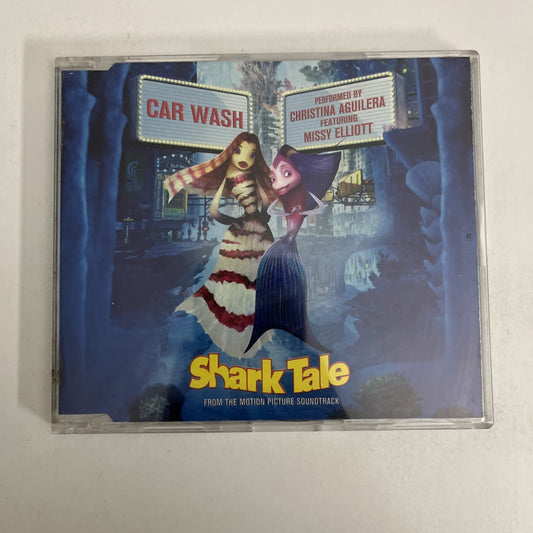 CAR WASH
PERFORMED BY
CHRISTINA AGUILERA
FEATURING
MISSY ELLIOTT
Shark Tale
FROM THE MOTION PICTURE SOUNDTRACK